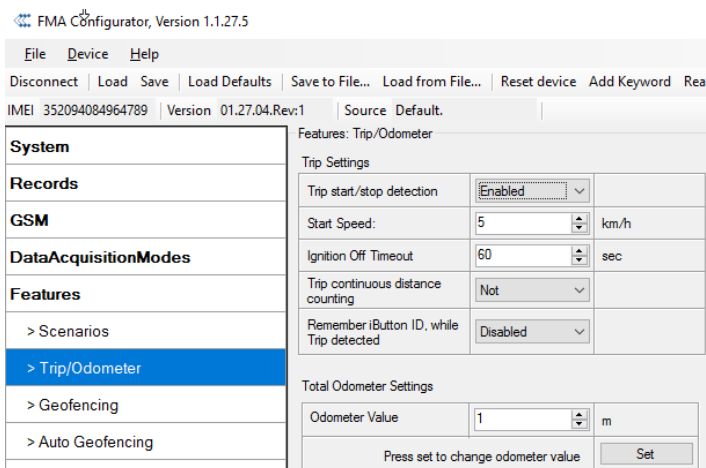 FMA Configurator, Version 1.1.27.5
File Device Help
Disconnect Load Save Load Defaults Save to File... Load from File... Reset device Add Keyword Rea
IMEI 352094084964789 Version 01.27.04.Rev:1 Source Default.
System
Records
GSM
DataAcquisitionModes
Features
> Scenarios
> Trip/Odometer
> Geofencing
> Auto Geofencing
Features: Trip/Odometer
Trip Settings
Trip start/stop detection Enabled
Start Speed: 5 km/h
Ignition Off Timeout 60 sec
Trip continuous distance
counting Not
Remember iButton ID, while
Trip detected Disabled
Total Odometer Settings
Odometer Value 1 m
Press set to change odometer value Set